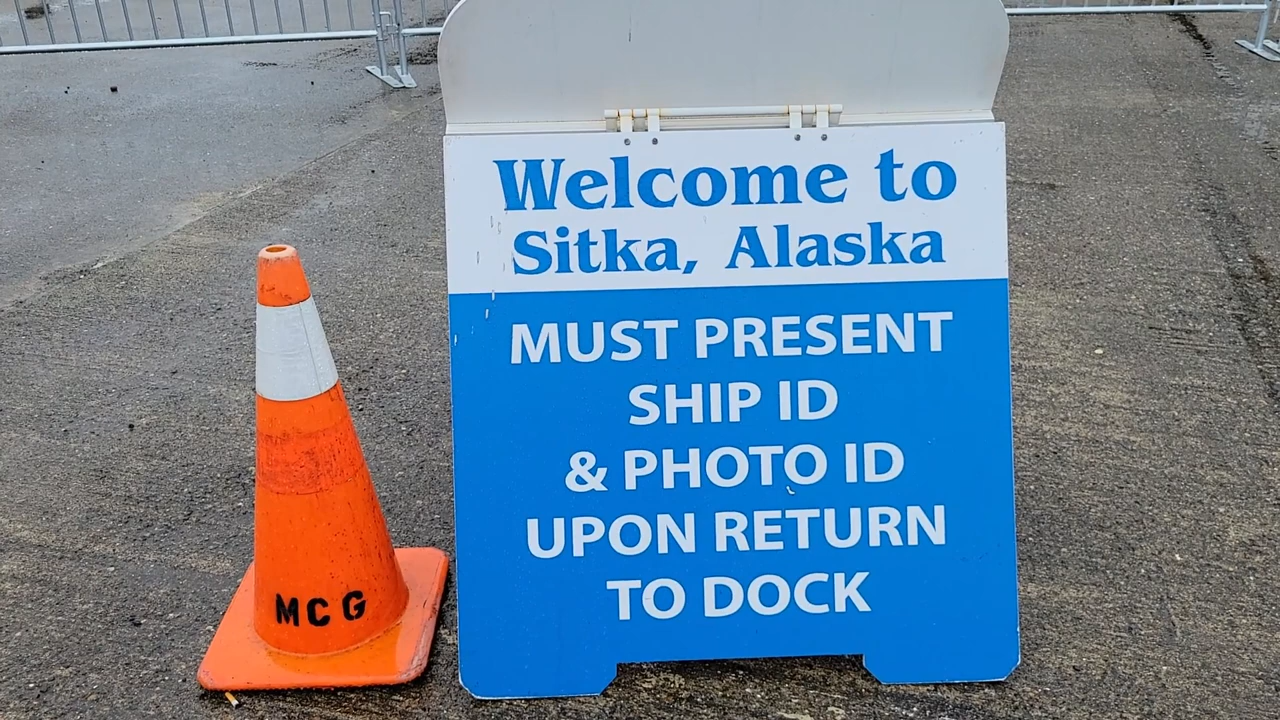 Welcome to
Sitka, Alaska
MUST PRESENT
SHIP ID
& PHOTO ID
UPON RETURN
TO DOCK
MCG